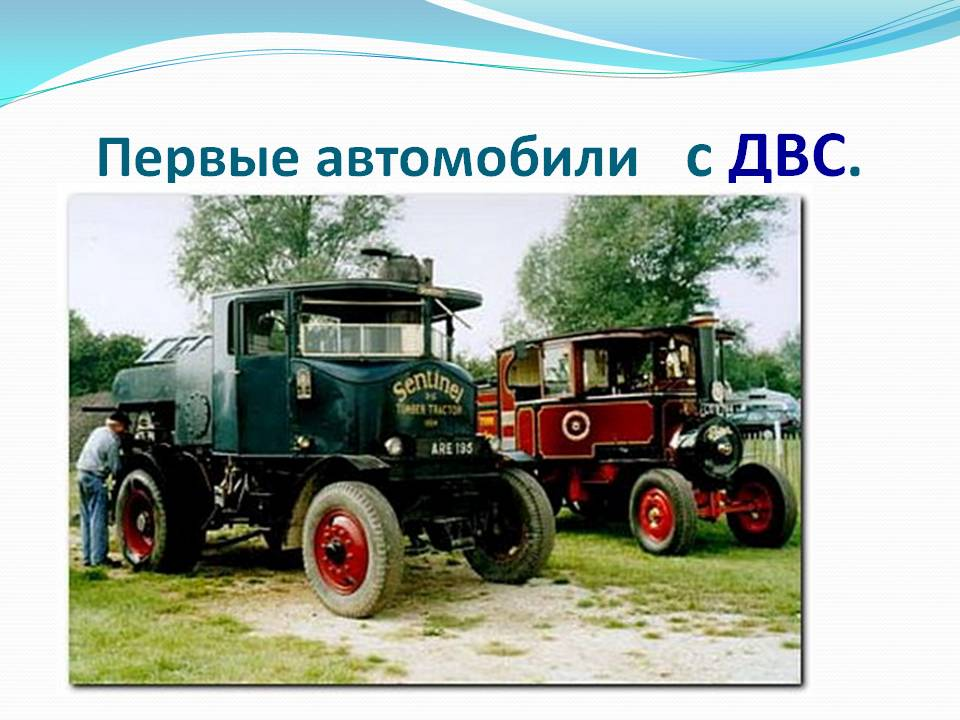 Первые автомобили с ДВС.
Sentinel
TIMBER TRACTOR
ARE 195